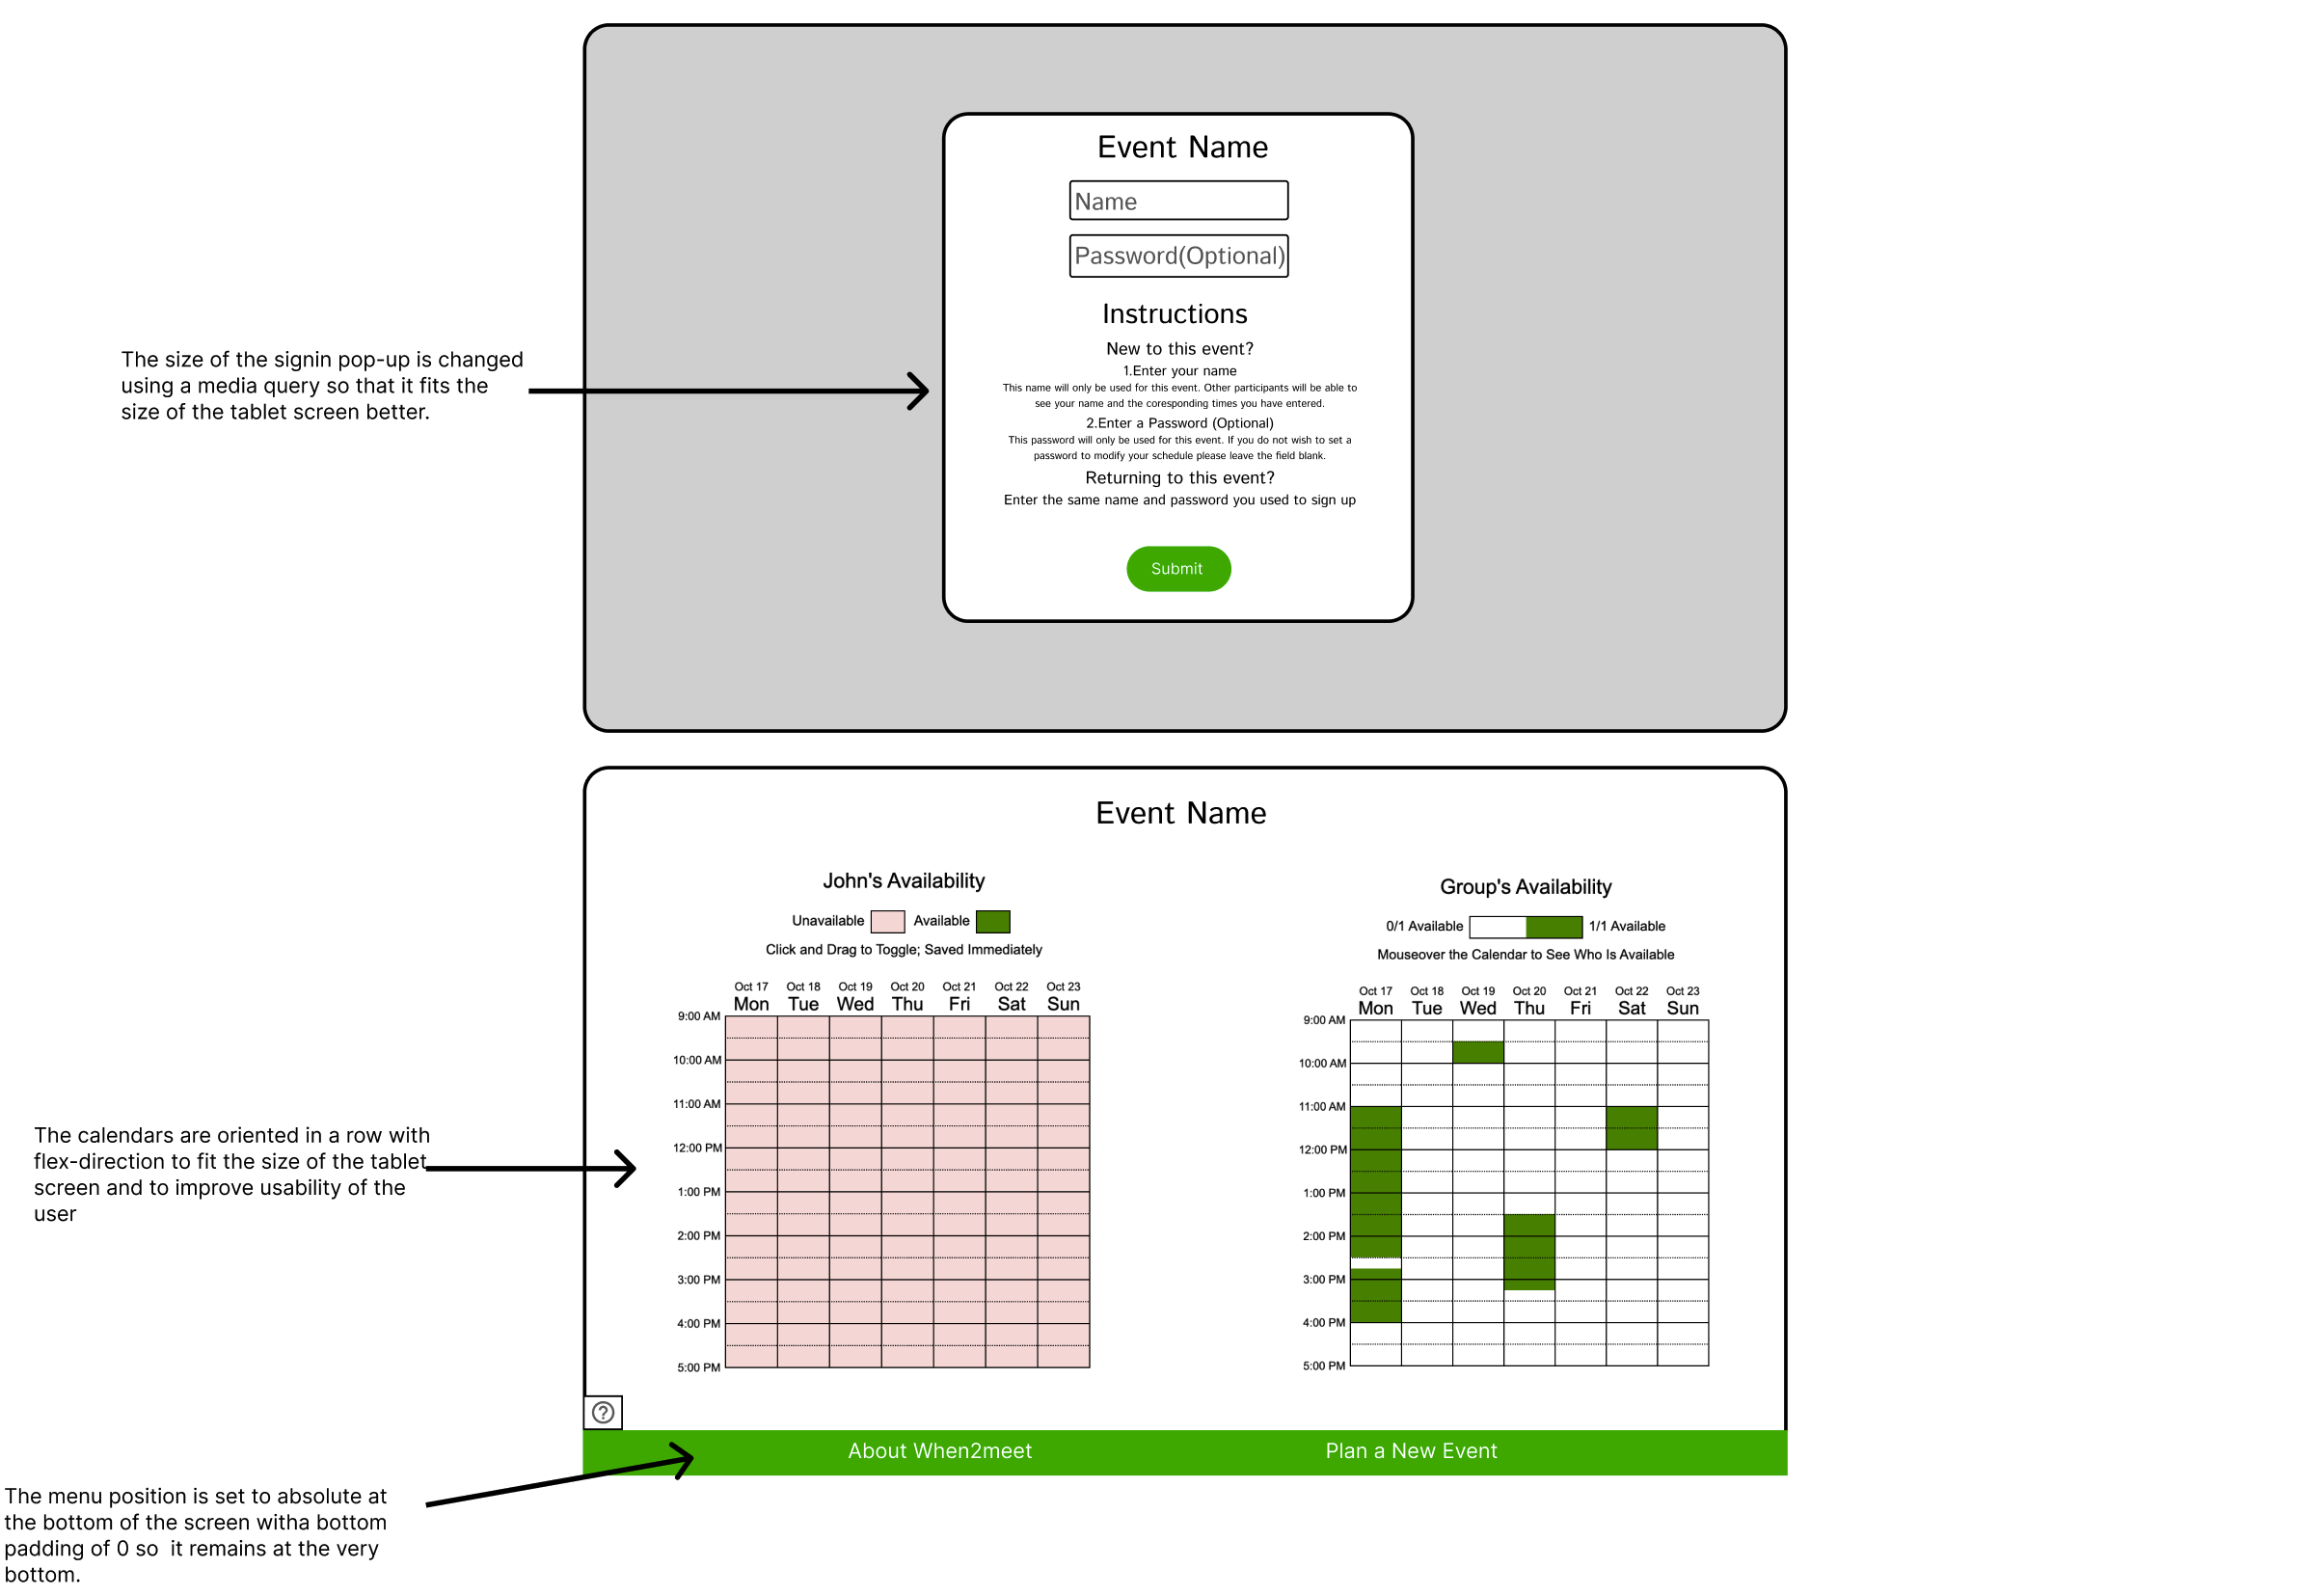 Event Name
Name
Password(Optional)
Instructions
New to this event?
1.Enter your name
This name will only be used for this event. Other participants will be able to
see your name and the coresponding times you have entered.
2.Enter a Password (Optional)
This password will only be used for this event. If you do not wish to set a
password to modify your schedule please leave the field blank.
Returning to this event?
Enter the same name and password you used to sign up
Submit
The size of the signin pop-up is changed
using a media query so that it fits the
size of the tablet screen better.
Event Name
John's Availability
Unavailable Available
Click and Drag to Toggle; Saved Immediately
Oct 17 Oct 18 Oct 19 Oct 20 Oct 21 Oct 22 Oct 23
Mon Tue Wed Thu Fri Sat Sun
9:00 AM
10:00 AM
11:00 AM
12:00 PM
1:00 PM
2:00 PM
3:00 PM
4:00 PM
5:00 PM
Group's Availability
0/1 Available 1/1 Available
Mouseover the Calendar to See Who Is Available
Oct 17 Oct 18 Oct 19 Oct 20 Oct 21 Oct 22 Oct 23
Mon Tue Wed Thu Fri Sat Sun
9:00 AM
10:00 AM
11:00 AM
12:00 PM
1:00 PM
2:00 PM
3:00 PM
4:00 PM
5:00 PM
The calendars are oriented in a row with
flex-direction to fit the size of the tablet
screen and to improve usability of the
user
?
About When2meet Plan a New Event
The menu position is set to absolute at
the bottom of the screen witha bottom
padding of 0 so  it remains at the very
bottom.